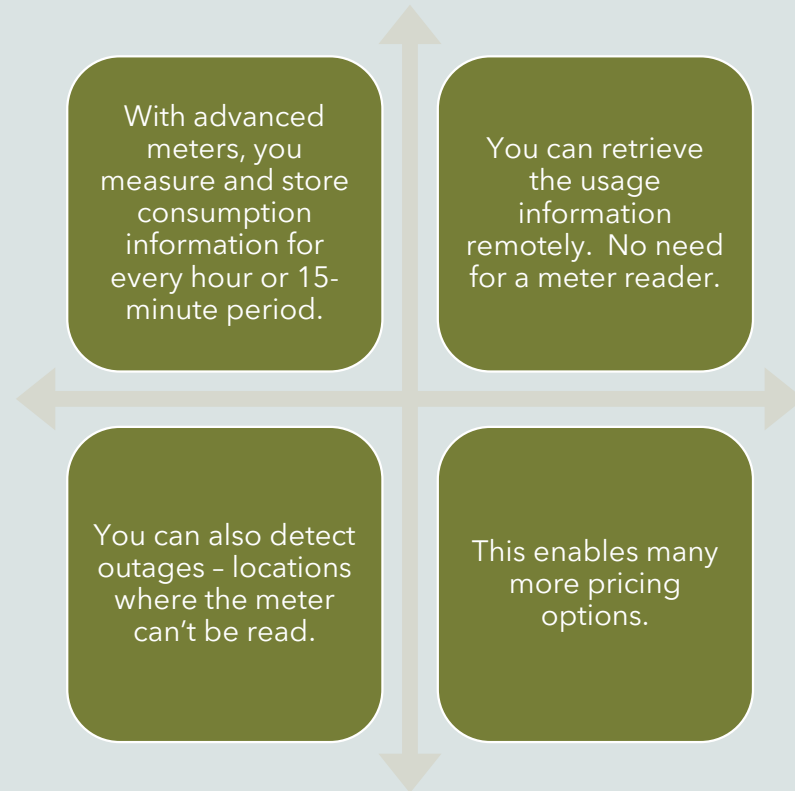 With advanced
meters, you
measure and store
consumption
information for
every hour or 15-
minute period.
You can retrieve
the usage
information
remotely.  No need
for a meter reader.
You can also detect
outages – locations
where the meter
can’t be read.
This enables many
more pricing
options.